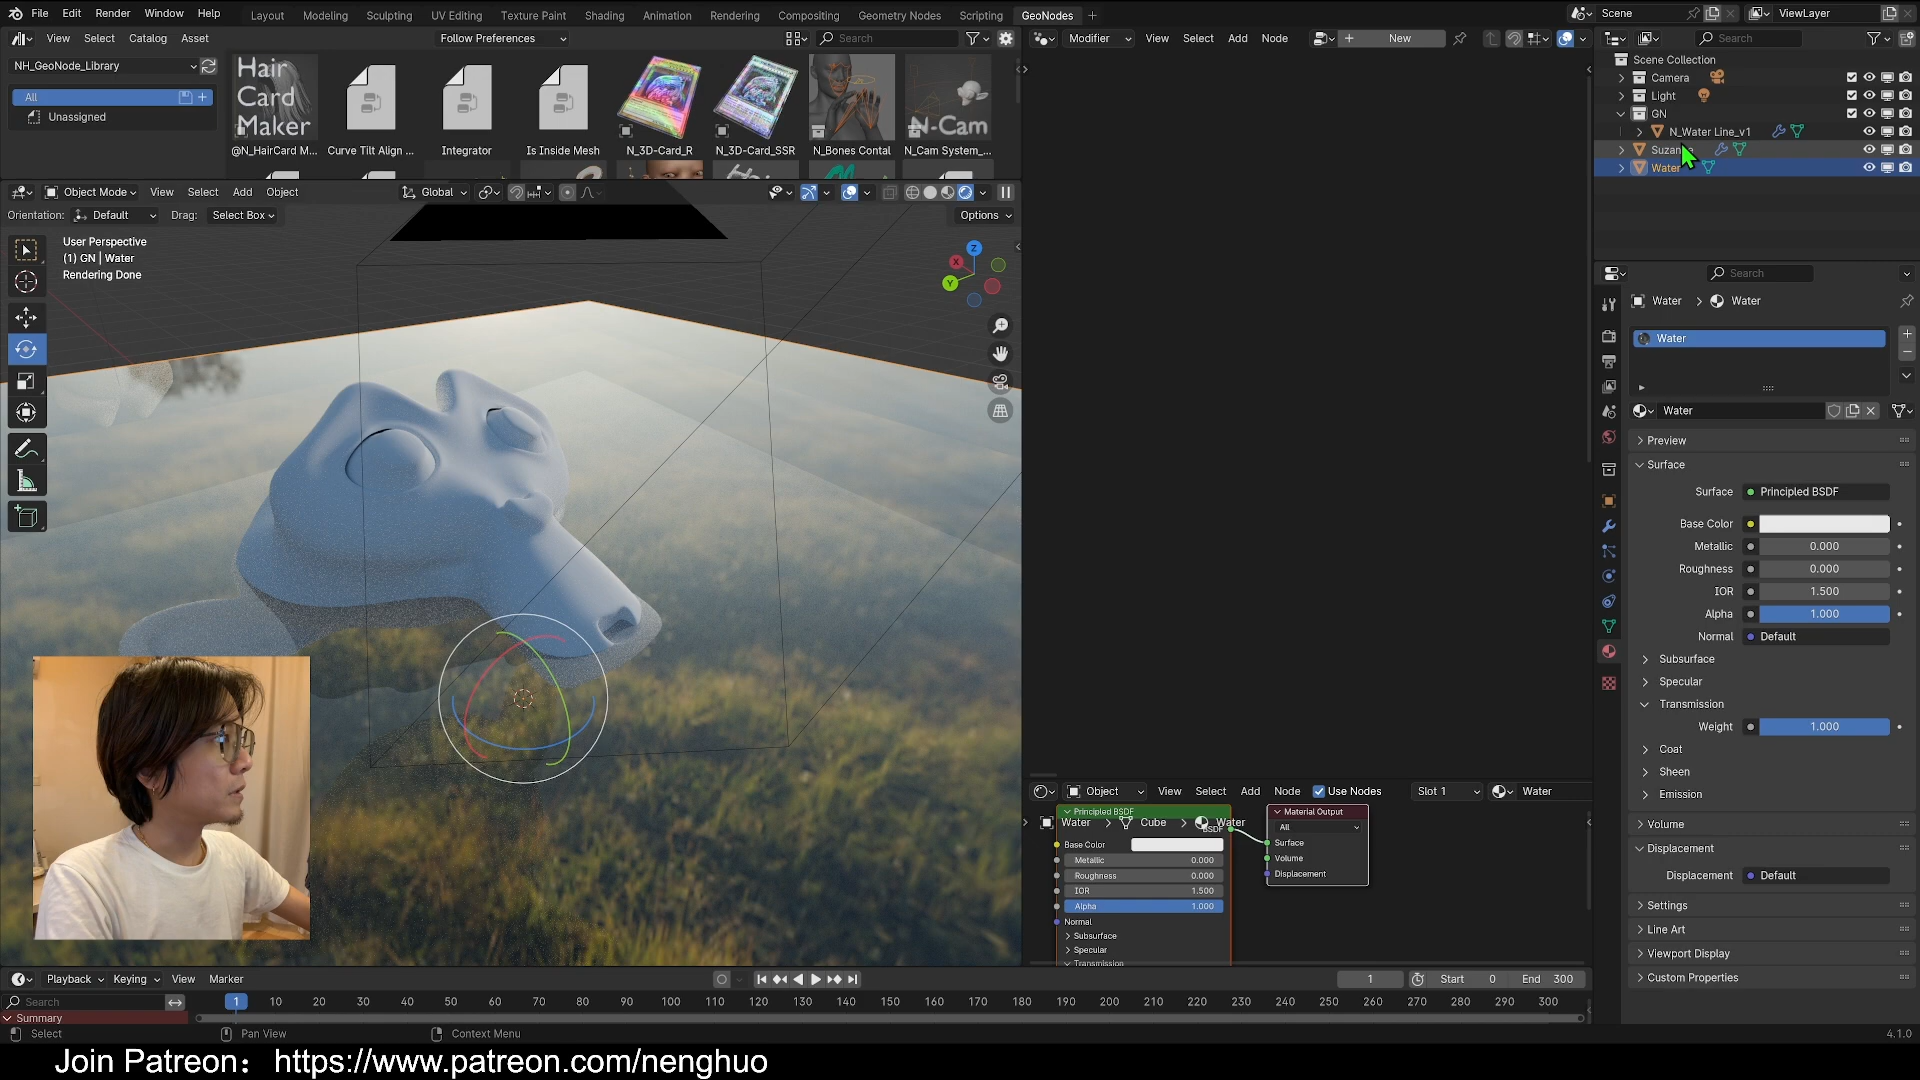 File Edit Render Window Help Layout Modeling Sculpting UV Editing Texture Paint Shading Animation Rendering Compositing Geometry Nodes Scripting GeoNodes Scene ViewLayer
View Select Catalog Asset Follow Preferences Search
NH_GeoNode_Library
All
Unassigned
Hair Card Maker
N-Cam
@N_HairCard M... Curve Tilt Align ... Integrator Is Inside Mesh N_3D-Card_R N_3D-Card_SSR N_Bones Contal N_Cam System_...
Modifier View Select Add Node New
Search
Scene Collection
Camera
Light
GN
N_Water Line_v1
Water
Object Mode View Select Add Object Global
Orientation: Default Drag: Select Box Options
User Perspective
(1) GN | Water
Rendering Done
Z
X
Y
Search
Water > Water
Water
Water
Preview
Surface
Surface Principled BSDF
Base Color
Metallic 0.000
Roughness 0.000
IOR 1.500
Alpha 1.000
Normal Default
Subsurface
Specular
Transmission
Weight 1.000
Coat
Sheen
Emission
Volume
Displacement
Displacement Default
Settings
Line Art
Viewport Display
Custom Properties
Object View Select Add Node Use Nodes Slot 1 Water
Water > Cube > Water
Principled BSDF
BSDF
Base Color
Metallic 0.000
Roughness 0.000
IOR 1.500
Alpha 1.000
Normal
Subsurface
Specular
Transmission
Material Output
All
Surface
Volume
Displacement
Playback Keying View Marker 1 Start 0 End 300
Search 1 10 20 30 40 50 60 70 80 90 100 110 120 130 140 150 160 170 180 190 200 210 220 230 240 250 260 270 280 290 300
Summary
Select Pan View Context Menu 4.1.0
Join Patreon： https://www.patreon.com/nenghuo